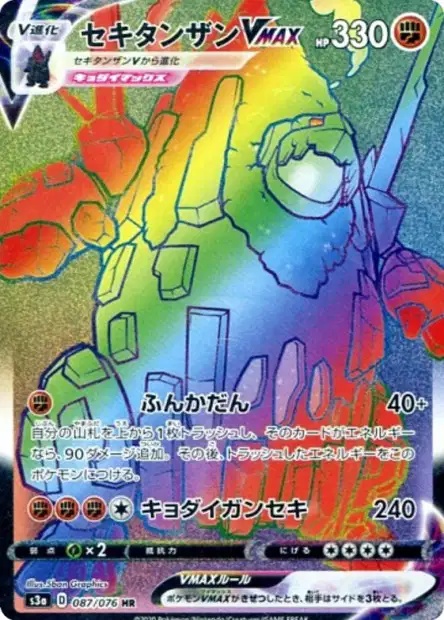 V進化
セキタンザンVMAX HP 330
セキタンザンVから進化
キョダイマックス
ふんかだん 40+
自分の山札を上から1枚トラッシュし、そのカードがエネルギー
なら、90ダメージ追加。その後、トラッシュしたエネルギーをこの
ポケモンにつける。
キョダイガンセキ 240
弱点 ×2 抵抗力 にげる
Illus. 5ban Graphics
VMAXルール
s3a D 087/076 HR
ポケモンVMAXがきぜつしたとき、相手はサイドを3枚とる。